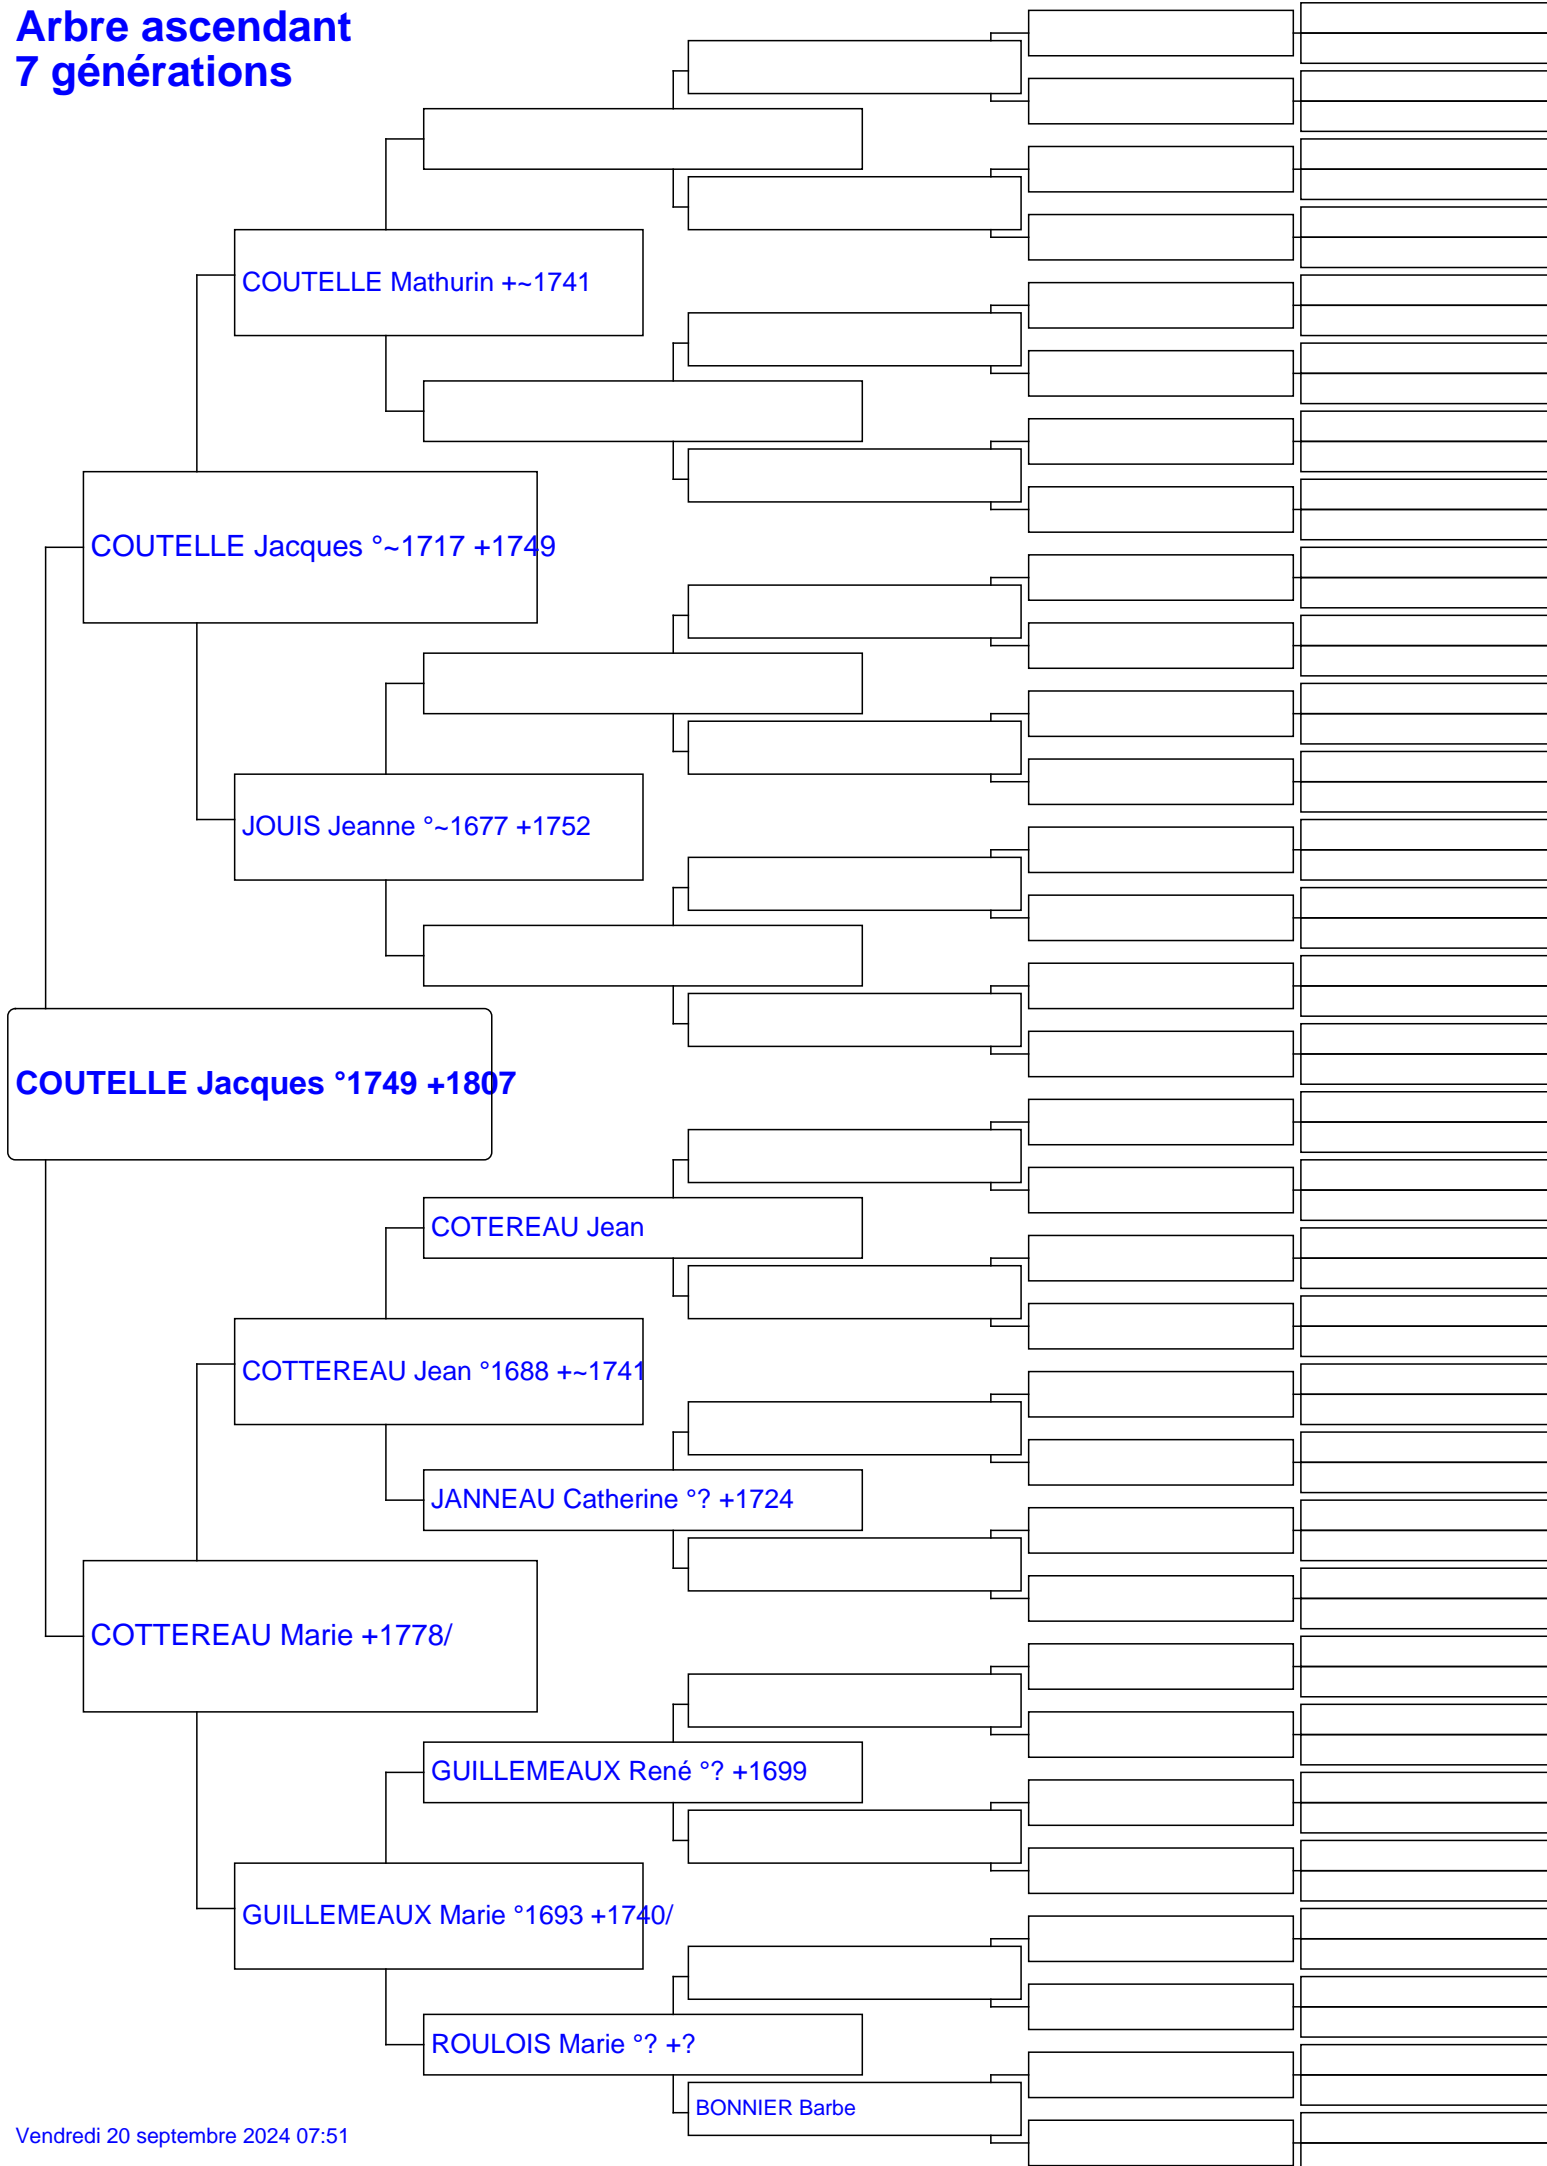 Arbre ascendant
7 générations
COUTELLE Mathurin +~1741
COUTELLE Jacques °~1717 +1749
JOUIS Jeanne °~1677 +1752
COUTELLE Jacques °1749 +1807
COTEREAU Jean
COTTEREAU Jean °1688 +~1741
JANNEAU Catherine °? +1724
COTTEREAU Marie +1778/
GUILLEMEAUX René °? +1699
GUILLEMEAUX Marie °1693 +1740/
ROULOIS Marie °? +?
BONNIER Barbe
Vendredi 20 septembre 2024 07:51